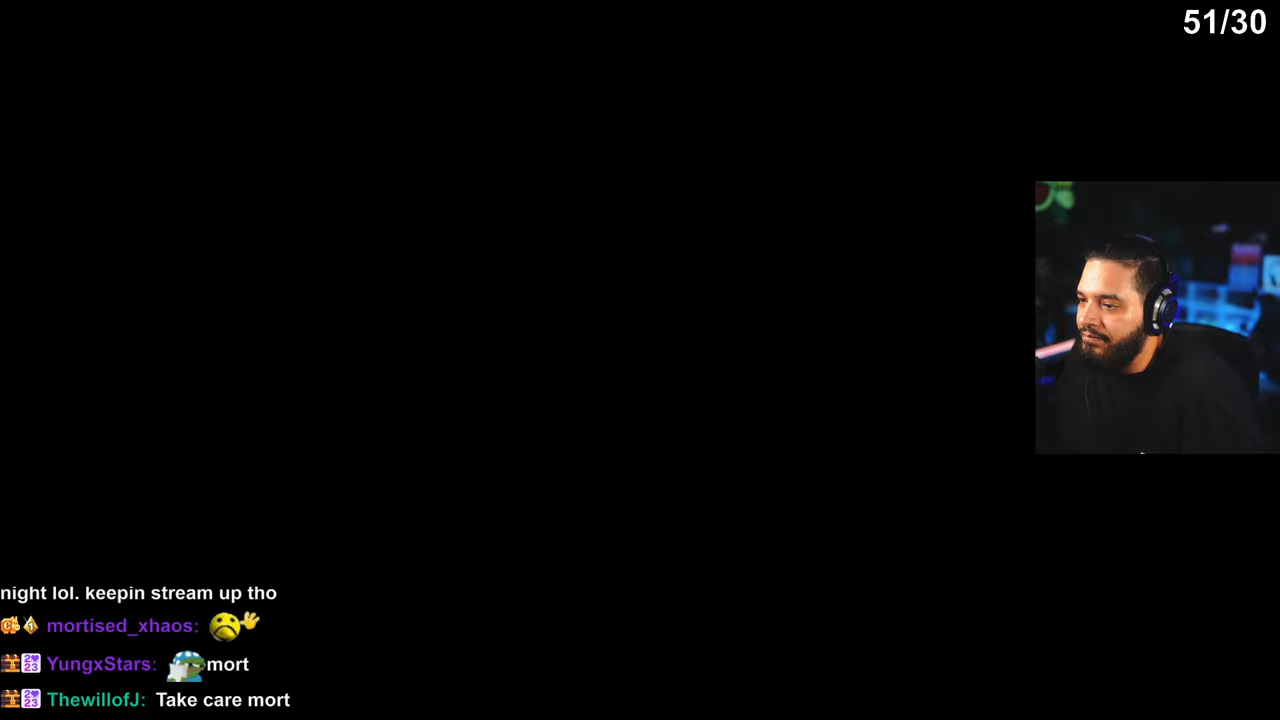 51/30
night lol. keepin stream up tho
mortised_xhaos:
YungxStars: mort
ThewillofJ: Take care mort